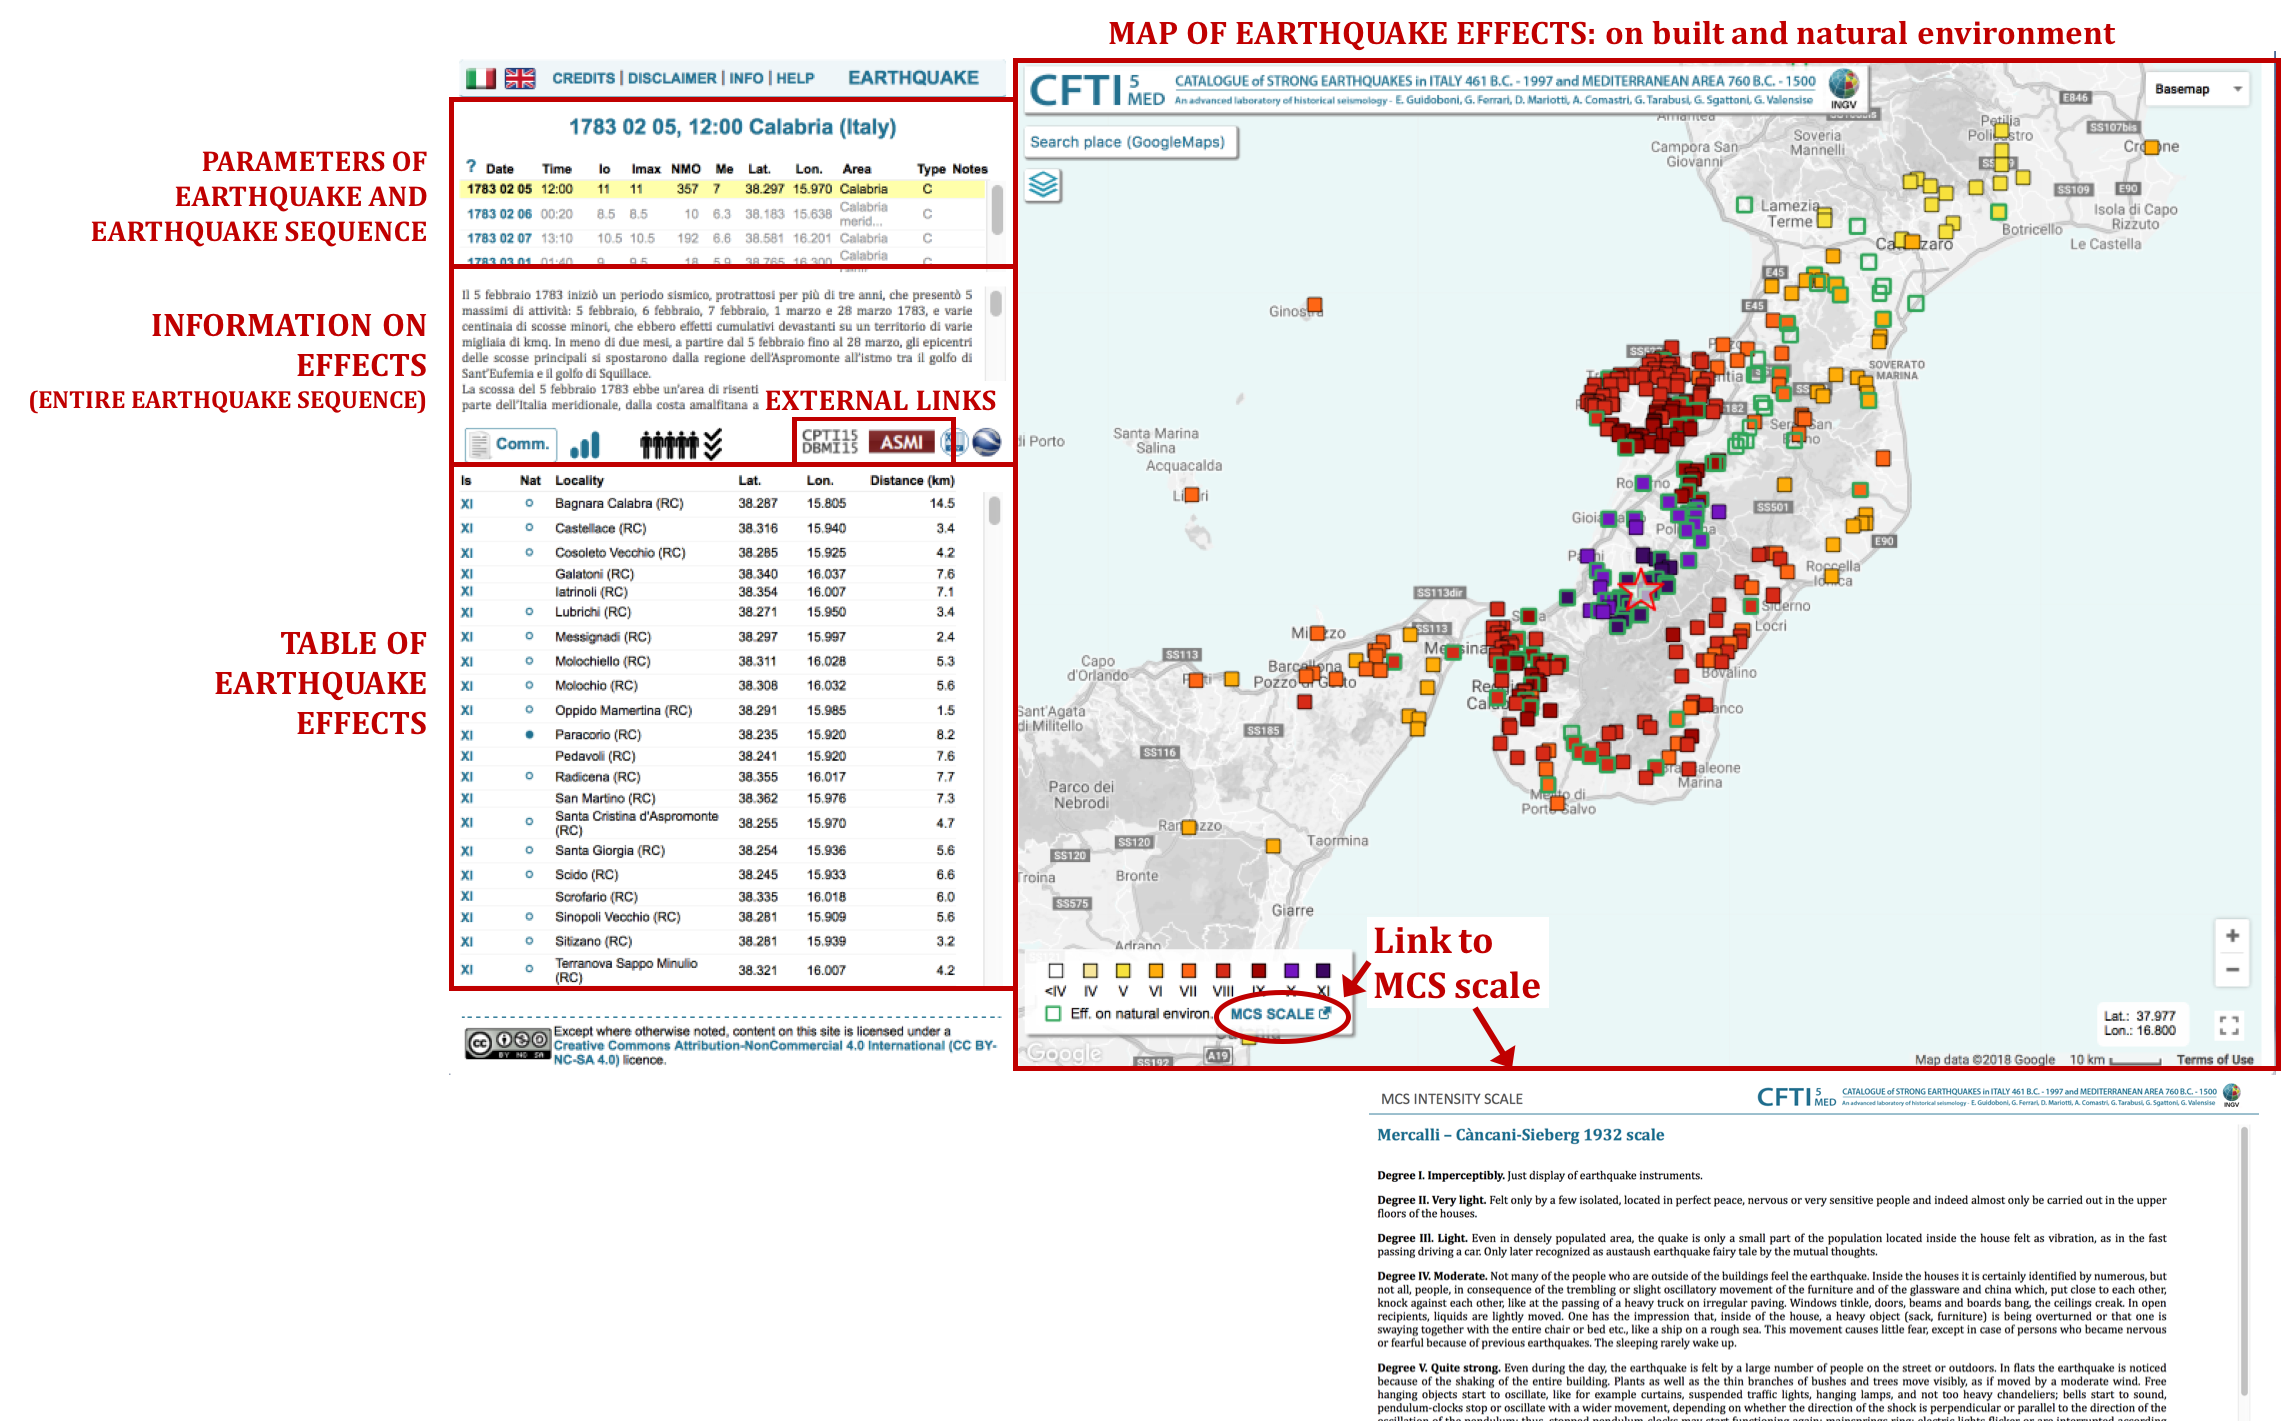 MAP OF EARTHQUAKE EFFECTS: on built and natural environment
CREDITS | DISCLAIMER | INFO | HELP EARTHQUAKE
PARAMETERS OF
EARTHQUAKE AND
EARTHQUAKE SEQUENCE
1783 02 05, 12:00 Calabria (Italy)
? Date Time Io Imax NMO Me Lat. Lon. Area Type Notes
1783 02 05 12:00 11 11 357 7 38.297 15.970 Calabria C
1783 02 06 00:20 8.5 8.5 10 6.3 38.183 15.638 Calabria merid... C
1783 02 07 13:10 10.5 10.5 192 6.6 38.581 16.201 Calabria C
1783 03 01 01:40 9 9.5 18 5.9 38.765 16.300 Calabria
INFORMATION ON
EFFECTS
(ENTIRE EARTHQUAKE SEQUENCE)
Il 5 febbraio 1783 iniziò un periodo sismico, protrattosi per più di tre anni, che presentò 5
massimi di attività: 5 febbraio, 6 febbraio, 7 febbraio, 1 marzo e 28 marzo 1783, e varie
centinaia di scosse minori, che ebbero effetti cumulativi devastanti su un territorio di varie
migliaia di kmq. In meno di due mesi, a partire dal 5 febbraio fino al 28 marzo, gli epicentri
delle scosse principali si spostarono dalla regione dell'Aspromonte all'istmo tra il golfo di
Sant'Eufemia e il golfo di Squillace.
La scossa del 5 febbraio 1783 ebbe un'area di risenti
parte dell'Italia meridionale, dalla costa amalfitana a
EXTERNAL LINKS
Comm.
CPTI15
DBMI15
ASMI
TABLE OF
EARTHQUAKE
EFFECTS
Is Nat Locality Lat. Lon. Distance (km)
XI Bagnara Calabra (RC) 38.287 15.805 14.5
XI Castellace (RC) 38.316 15.940 3.4
XI Cosoleto Vecchio (RC) 38.285 15.925 4.2
XI Galatoni (RC) 38.340 16.037 7.6
XI Iatrinoli (RC) 38.354 16.007 7.1
XI Lubrichi (RC) 38.271 15.950 3.4
XI Messignadi (RC) 38.297 15.997 2.4
XI Molochiello (RC) 38.311 16.028 5.3
XI Molochio (RC) 38.308 16.032 5.6
XI Oppido Mamertina (RC) 38.291 15.985 1.5
XI Paracorio (RC) 38.235 15.920 8.2
XI Pedavoli (RC) 38.241 15.920 7.6
XI Radicena (RC) 38.355 16.017 7.7
XI San Martino (RC) 38.362 15.976 7.3
XI Santa Cristina d'Aspromonte (RC) 38.255 15.970 4.7
XI Santa Giorgia (RC) 38.254 15.936 5.6
XI Scido (RC) 38.245 15.933 6.6
XI Scrofario (RC) 38.335 16.018 6.0
XI Sinopoli Vecchio (RC) 38.281 15.909 5.6
XI Sitizano (RC) 38.281 15.939 3.2
XI Terranova Sappo Minulio (RC) 38.321 16.007 4.2
Except where otherwise noted, content on this site is licensed under a
Creative Commons Attribution-NonCommercial 4.0 International (CC BY-
NC-SA 4.0) licence.
BY NC SA
CFTI 5 MED
CATALOGUE of STRONG EARTHQUAKES in ITALY 461 B.C. - 1997 and MEDITERRANEAN AREA 760 B.C. - 1500
An advanced laboratory of historical seismology - E. Guidoboni, G. Ferrari, D. Mariotti, A. Comastri, G. Tarabusi, G. Sgattoni, G. Valensise
INGV
Basemap
Search place (GoogleMaps)
E846
SS107bis
Campora San
Giovanni
Soveria
Mannelli
SS109
E90
Isola di Capo
Rizzuto
Lamezia
Terme
Botricello
Le Castella
E45
E45
SOVERATO
MARINA
di Porto
Santa Marina
Salina
Acquacalda
SS501
E90
Roccella
SS113dir
Siderno
Locri
SS113
SS113
Capo
d'Orlando
Bovalino
Sant'Agata
di Militello
SS185
SS116
Parco dei
Nebrodi
Marina
Taormina
SS120
SS120
Troina
Bronte
SS575
Giarre
Adrano
<IV IV V VI VII VIII IX X XI
Eff. on natural environ. MCS SCALE
Link to
MCS scale
Google
SS192
A19
+
−
Lat.: 37.977
Lon.: 16.800
Map data ©2018 Google 10 km Terms of Use
MCS INTENSITY SCALE
CFTI 5 MED
CATALOGUE of STRONG EARTHQUAKES in ITALY 461 B.C. - 1997 and MEDITERRANEAN AREA 760 B.C. - 1500
An advanced laboratory of historical seismology - E. Guidoboni, G. Ferrari, D. Mariotti, A. Comastri, G. Tarabusi, G. Sgattoni, G. Valensise
INGV
Mercalli – Càncani-Sieberg 1932 scale
Degree I. Imperceptibly. Just display of earthquake instruments.
Degree II. Very light. Felt only by a few isolated, located in perfect peace, nervous or very sensitive people and indeed almost only be carried out in the upper
floors of the houses.
Degree III. Light. Even in densely populated area, the quake is only a small part of the population located inside the house felt as vibration, as in the fast
passing driving a car. Only later recognized as austaush earthquake fairy tale by the mutual thoughts.
Degree IV. Moderate. Not many of the people who are outside of the buildings feel the earthquake. Inside the houses it is certainly identified by numerous, but
not all, people, in consequence of the trembling or slight oscillatory movement of the furniture and of the glassware and china which, put close to each other,
knock against each other, like at the passing of a heavy truck on irregular paving. Windows tinkle, doors, beams and boards bang, the ceilings creak. In open
recipients, liquids are lightly moved. One has the impression that, inside of the house, a heavy object (sack, furniture) is being overturned or that one is
swaying together with the entire chair or bed etc., like a ship on a rough sea. This movement causes little fear, except in case of persons who became nervous
or fearful because of previous earthquakes. The sleeping rarely wake up.
Degree V. Quite strong. Even during the day, the earthquake is felt by a large number of people on the street or outdoors. In flats the earthquake is noticed
because of the shaking of the entire building. Plants as well as the thin branches of bushes and trees move visibly, as if moved by a moderate wind. Free
hanging objects start to oscillate, like for example curtains, suspended traffic lights, hanging lamps, and not too heavy chandeliers; bells start to sound,
pendulum-clocks stop or oscillate with a wider movement, depending on whether the direction of the shock is perpendicular or parallel to the direction of the